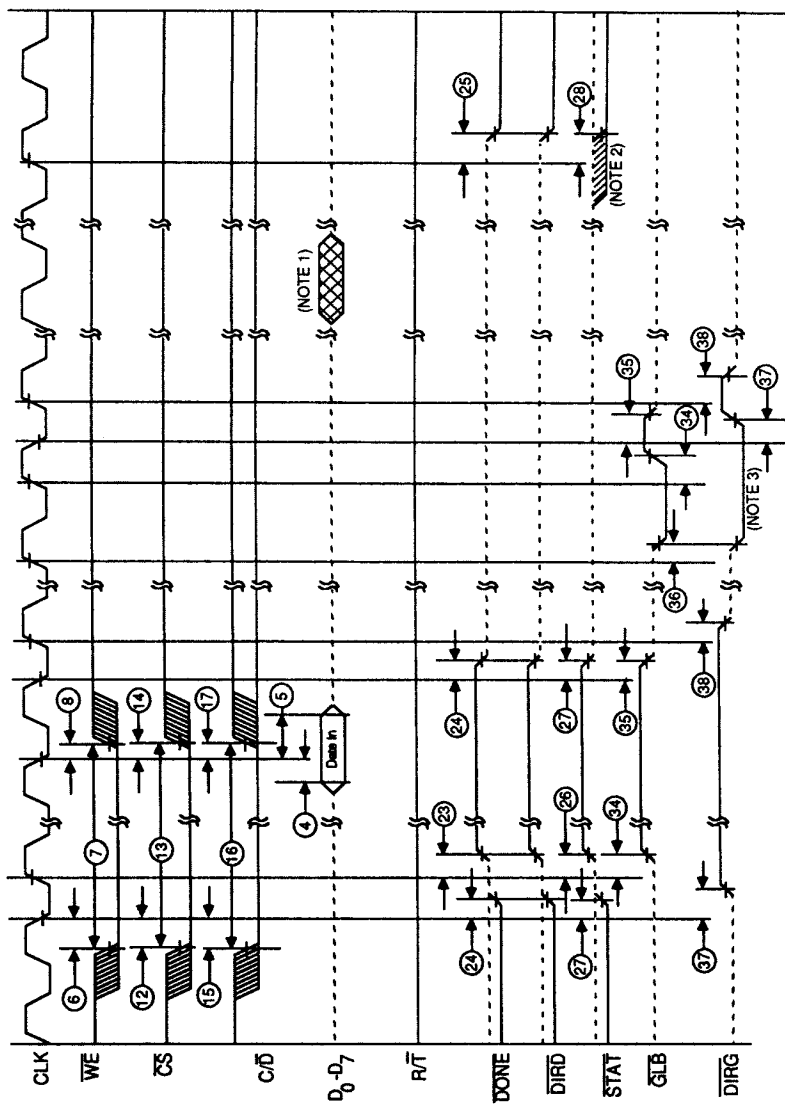 CLK
WE 6 7 8
CS 12 13 14
C/D 15 16 17
4 5
D0-D7 Data In (NOTE 1)
R/T
24 23 24 25
DONE
DIRD
27 26 27 28
STAT
(NOTE 2)
34 35 35
GLB
36 34
37 38 38
DIRG
(NOTE 3) 37